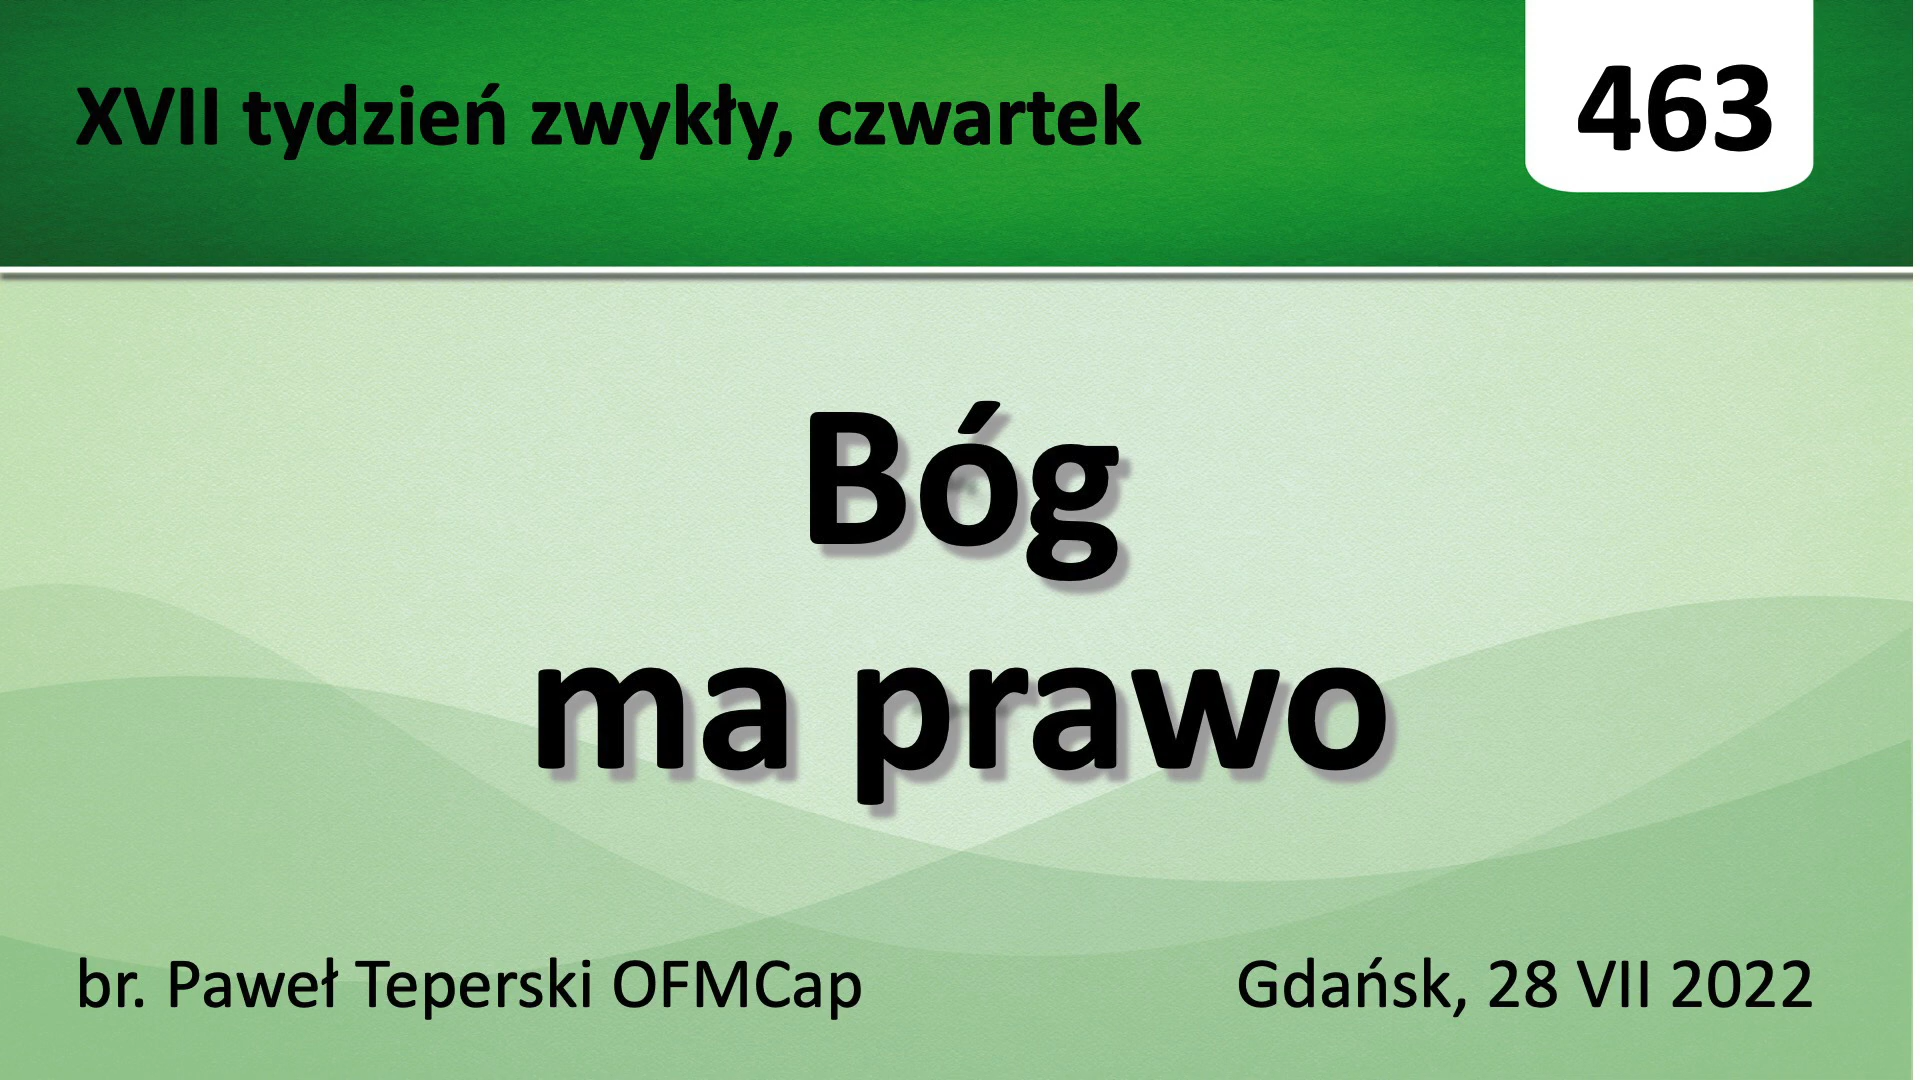 XVII tydzień zwykły, czwartek
463
Bóg
ma prawo
br. Paweł Teperski OFMCap
Gdańsk, 28 VII 2022